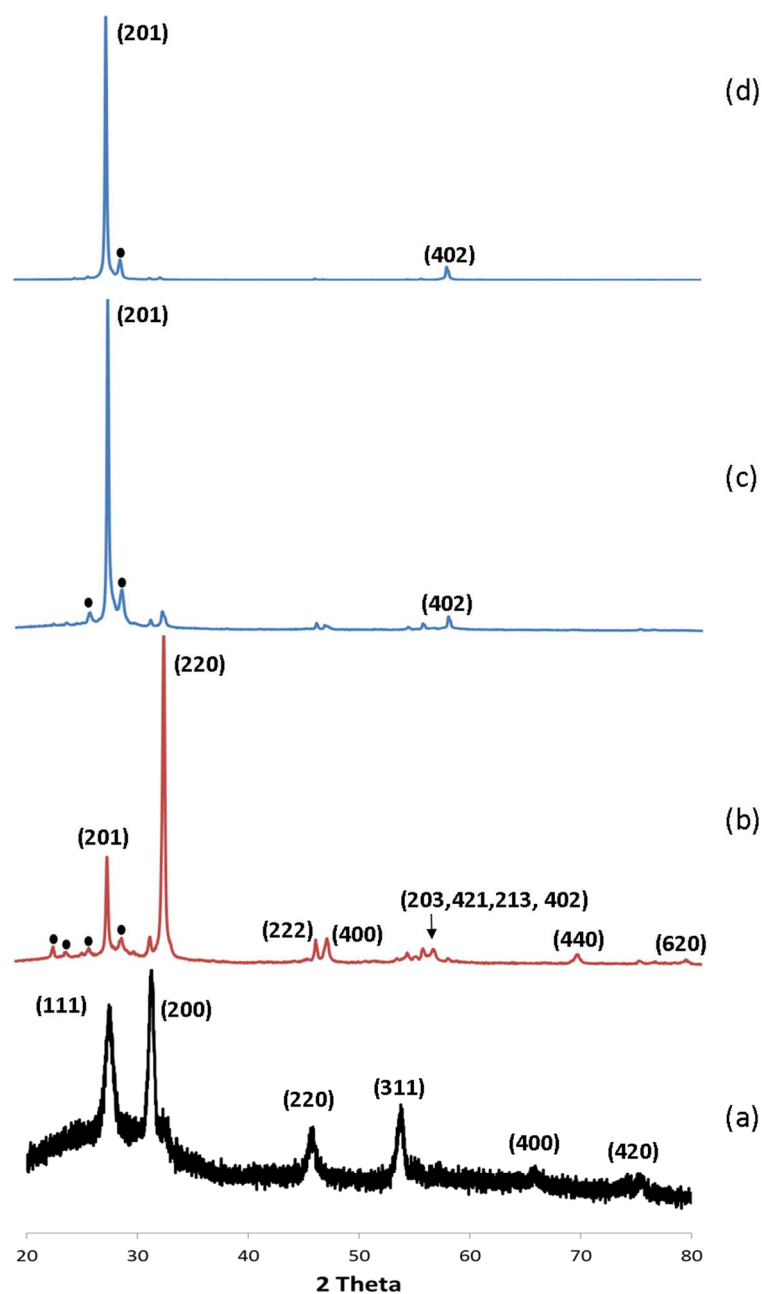 (201)
(d)
(402)
(201)
(c)
(402)
(220)
(b)
(201)
(203,421,213, 402)
(222)
(400)
(440)
(620)
(111)
(200)
(a)
(311)
(220)
(400)
(420)
20 30 40 50 60 70 80
2 Theta